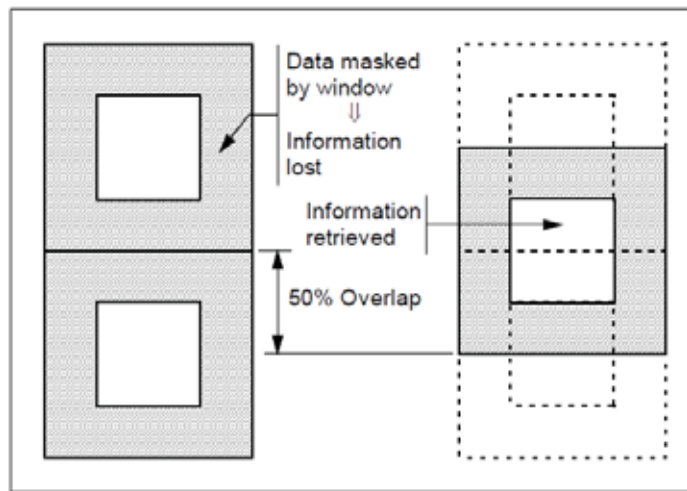 Data masked
by window
⇓
Information
lost
Information
retrieved
50% Overlap